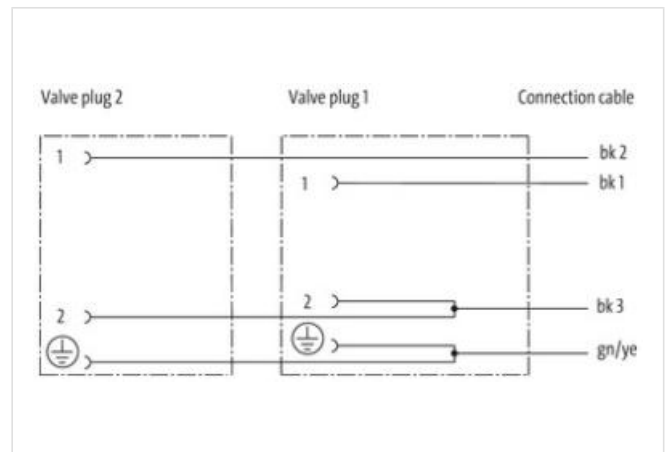 Valve plug 2 Valve plug 1 Connection cable
1 bk 2
1 bk 1
2 bk 3
2
gn/ye